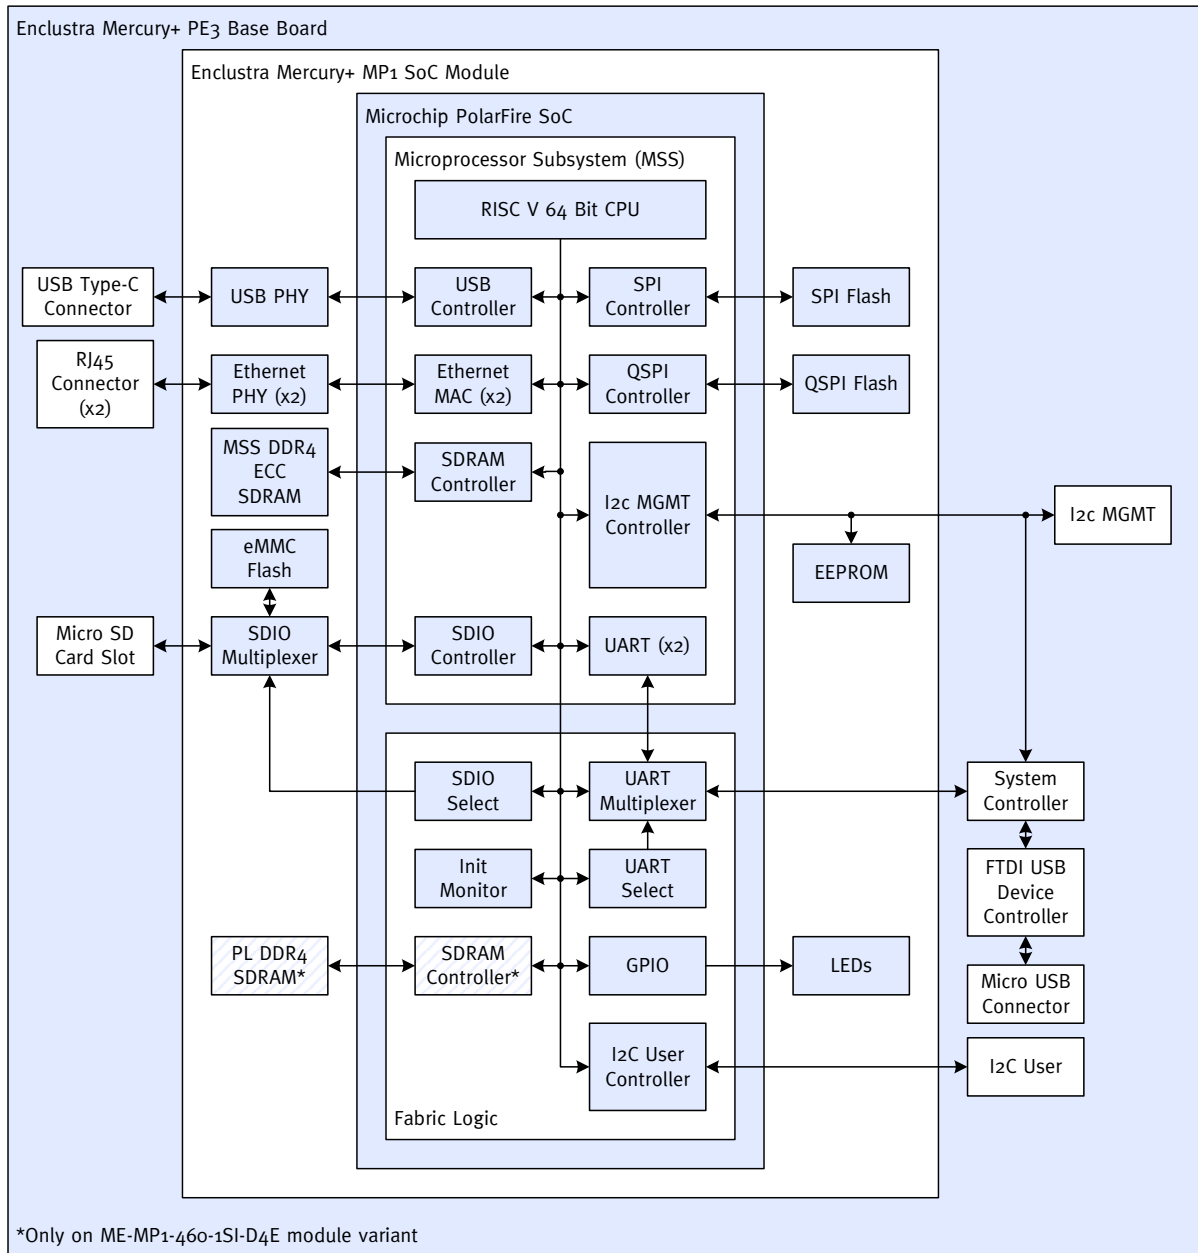 Enclustra Mercury+ PE3 Base Board
Enclustra Mercury+ MP1 SoC Module
Microchip PolarFire SoC
Microprocessor Subsystem (MSS)
RISC V 64 Bit CPU
USB Type-C
Connector
USB PHY
USB
Controller
SPI
Controller
SPI Flash
RJ45
Connector
(x2)
Ethernet
PHY (x2)
Ethernet
MAC (x2)
QSPI
Controller
QSPI Flash
MSS DDR4
ECC
SDRAM
SDRAM
Controller
I2c MGMT
Controller
I2c MGMT
eMMC
Flash
EEPROM
Micro SD
Card Slot
SDIO
Multiplexer
SDIO
Controller
UART (x2)
SDIO
Select
UART
Multiplexer
System
Controller
Init
Monitor
UART
Select
FTDI USB
Device
Controller
PL DDR4
SDRAM*
SDRAM
Controller*
GPIO
LEDs
Micro USB
Connector
I2C User
Controller
I2C User
Fabric Logic
*Only on ME-MP1-460-1SI-D4E module variant